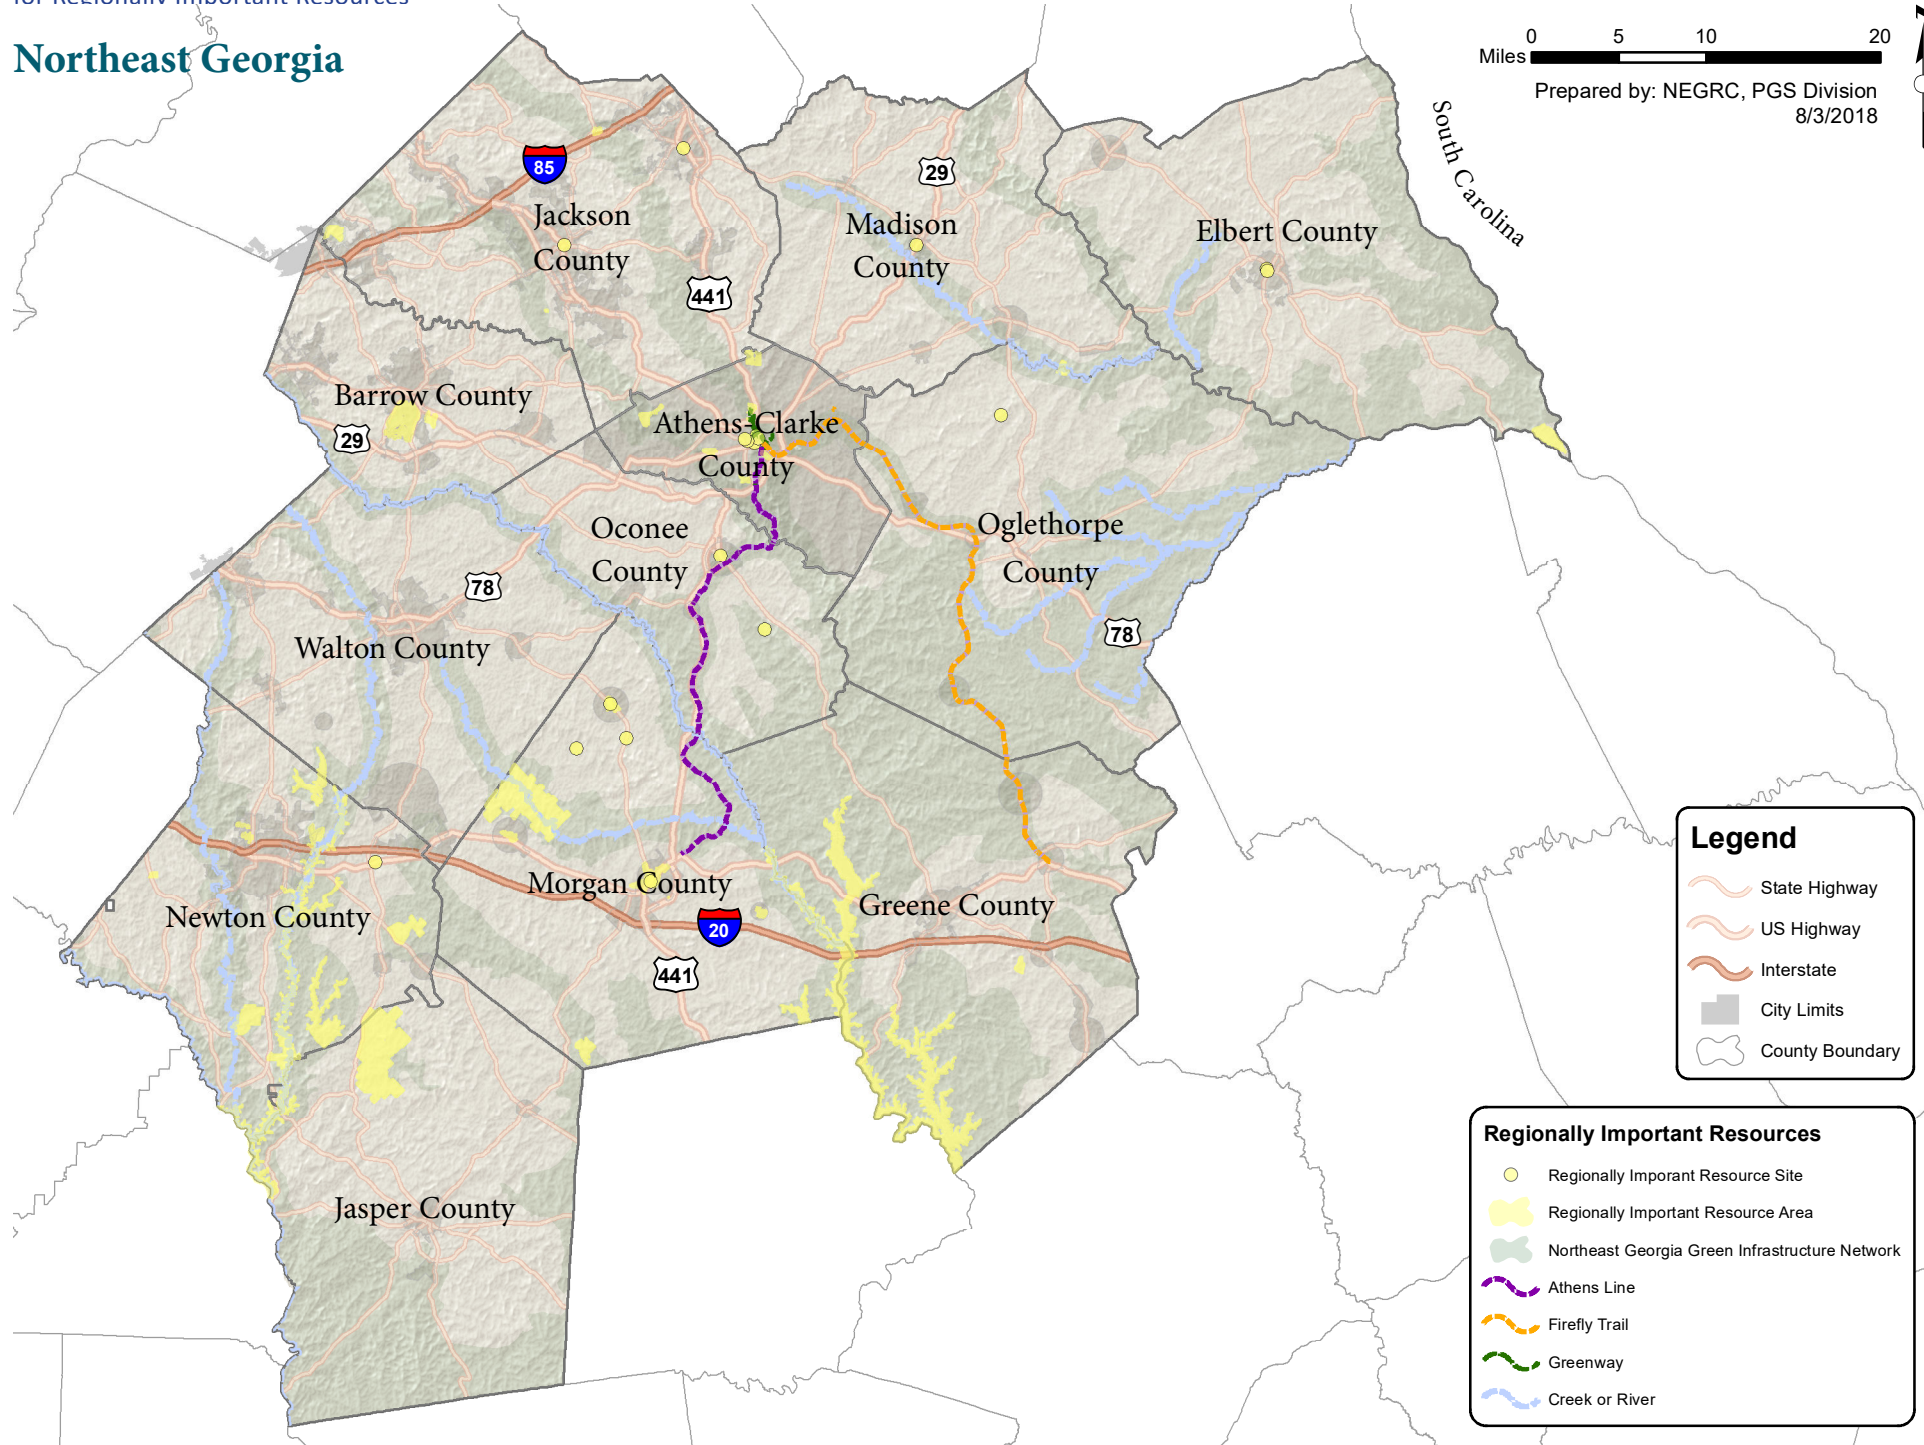 for Regionally Important Resources
Northeast Georgia
0 5 10 20
Miles
Prepared by: NEGRC, PGS Division
8/3/2018
South Carolina
85
29
Jackson
County
Madison
County
Elbert County
441
Barrow County
29
Athens-Clarke
County
Oconee
County
Oglethorpe
County
78
78
Walton County
Morgan County
Greene County
Newton County
20
441
Jasper County
Legend
State Highway
US Highway
Interstate
City Limits
County Boundary
Regionally Important Resources
Regionally Imporant Resource Site
Regionally Important Resource Area
Northeast Georgia Green Infrastructure Network
Athens Line
Firefly Trail
Greenway
Creek or River